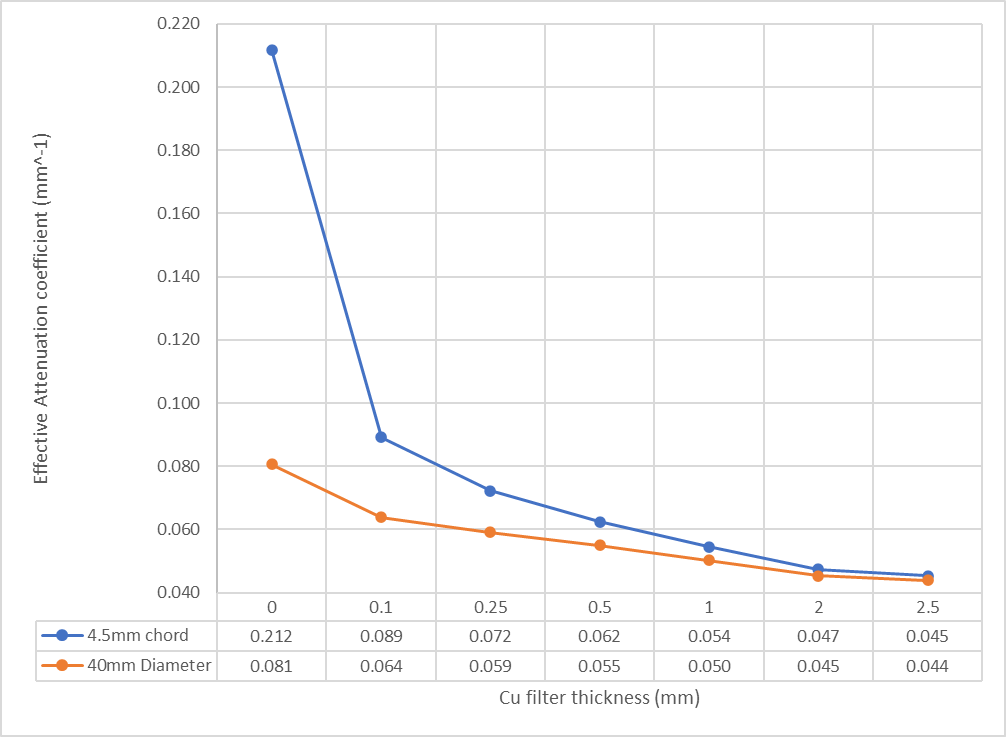 0.220
0.200
0.180
0.160
0.140
0.120
0.100
0.080
0.060
0.040
Effective Attenuation coefficient (mm^-1)
0 0.1 0.25 0.5 1 2 2.5
4.5mm chord 0.212 0.089 0.072 0.062 0.054 0.047 0.045
40mm Diameter 0.081 0.064 0.059 0.055 0.050 0.045 0.044
Cu filter thickness (mm)